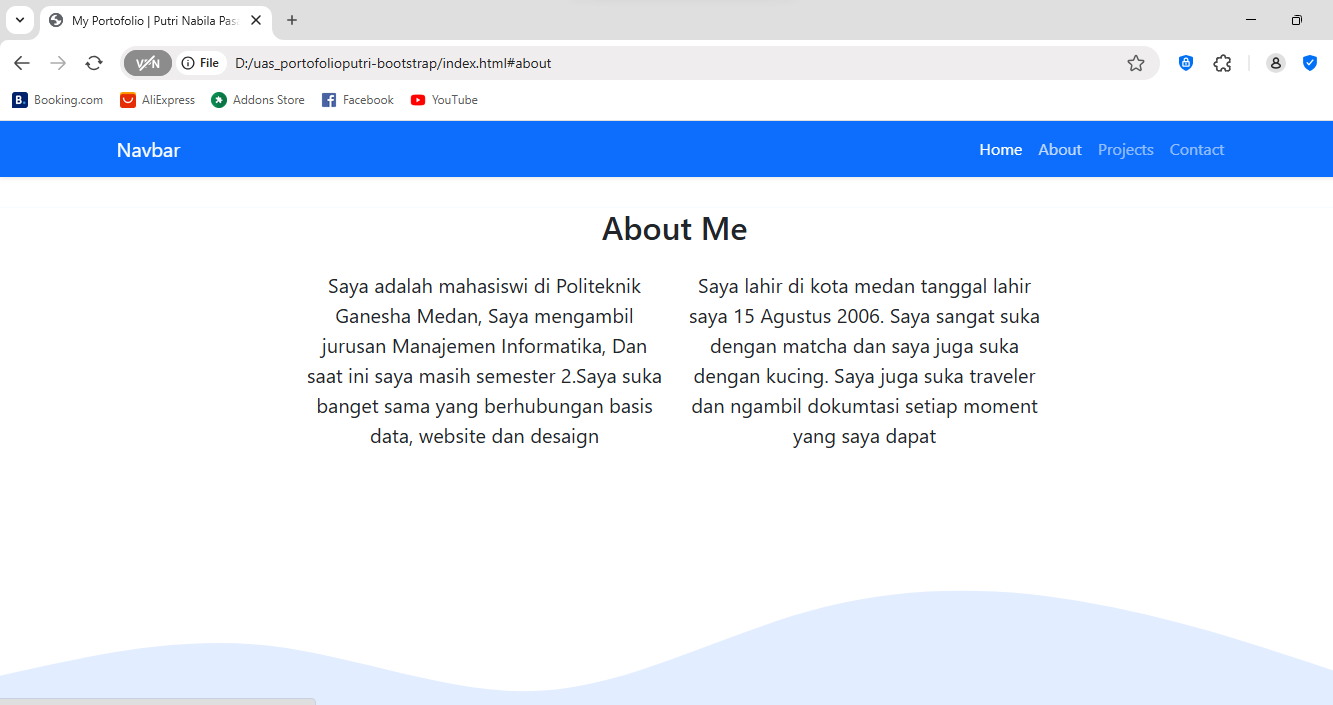 My Portofolio | Putri Nabila Pasa
VPN
File
D:/uas_portofolioputri-bootstrap/index.html#about
B. Booking.com
AliExpress
Addons Store
Facebook
YouTube
Navbar
Home
About
Projects
Contact
About Me
Saya adalah mahasiswi di Politeknik
Ganesha Medan, Saya mengambil
jurusan Manajemen Informatika, Dan
saat ini saya masih semester 2.Saya suka
banget sama yang berhubungan basis
data, website dan desaign
Saya lahir di kota medan tanggal lahir
saya 15 Agustus 2006. Saya sangat suka
dengan matcha dan saya juga suka
dengan kucing. Saya juga suka traveler
dan ngambil dokumtasi setiap moment
yang saya dapat